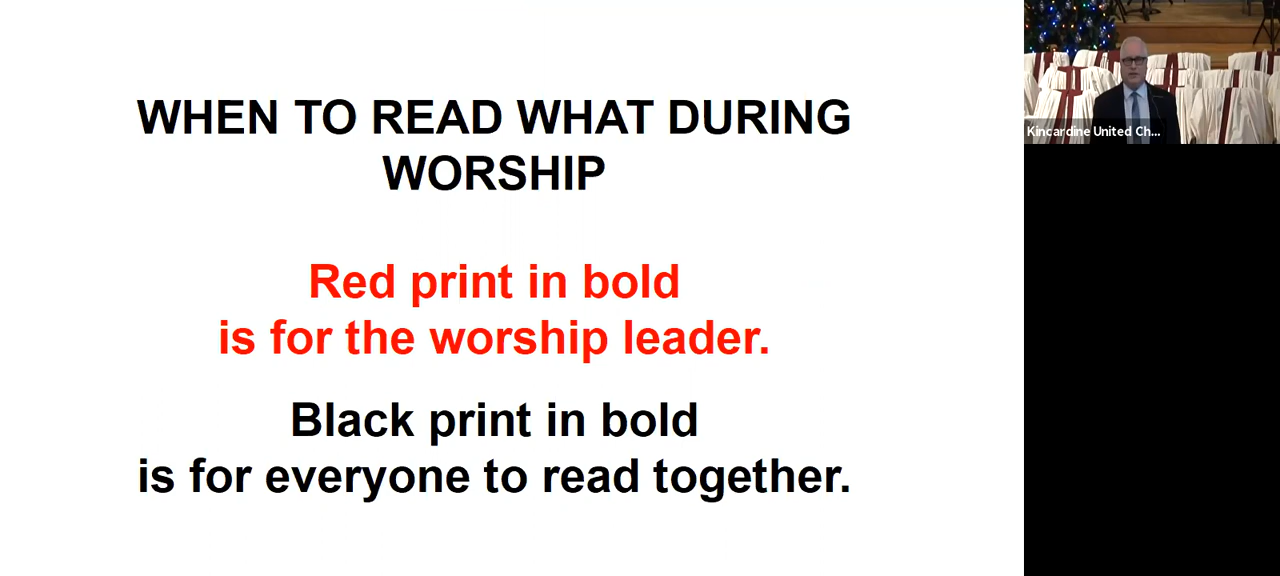 WHEN TO READ WHAT DURING
WORSHIP
Red print in bold
is for the worship leader.
Black print in bold
is for everyone to read together.
Kincardine United Ch...